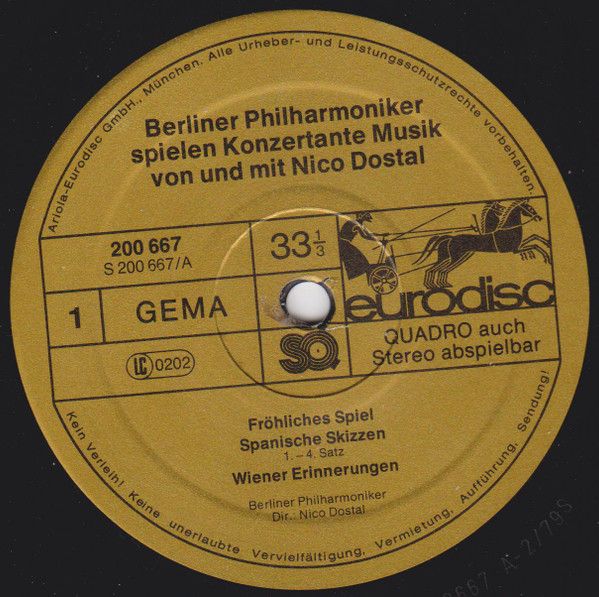 Ariola-Eurodisc GmbH., München. Alle Urheber- und Leistungsschutzrechte vorbehalten.
Berliner Philharmoniker
spielen Konzertante Musik
von und mit Nico Dostal
200 667
S 200 667/A
33 1/3
1
GEMA
eurodisc
LC 0202
SQ
QUADRO auch
Stereo abspielbar
Fröhliches Spiel
Spanische Skizzen
1. – 4. Satz
Wiener Erinnerungen
Berliner Philharmoniker
Dir.: Nico Dostal
Kein Verleih! Keine unerlaubte Vervielfältigung, Vermietung, Aufführung, Sendung!